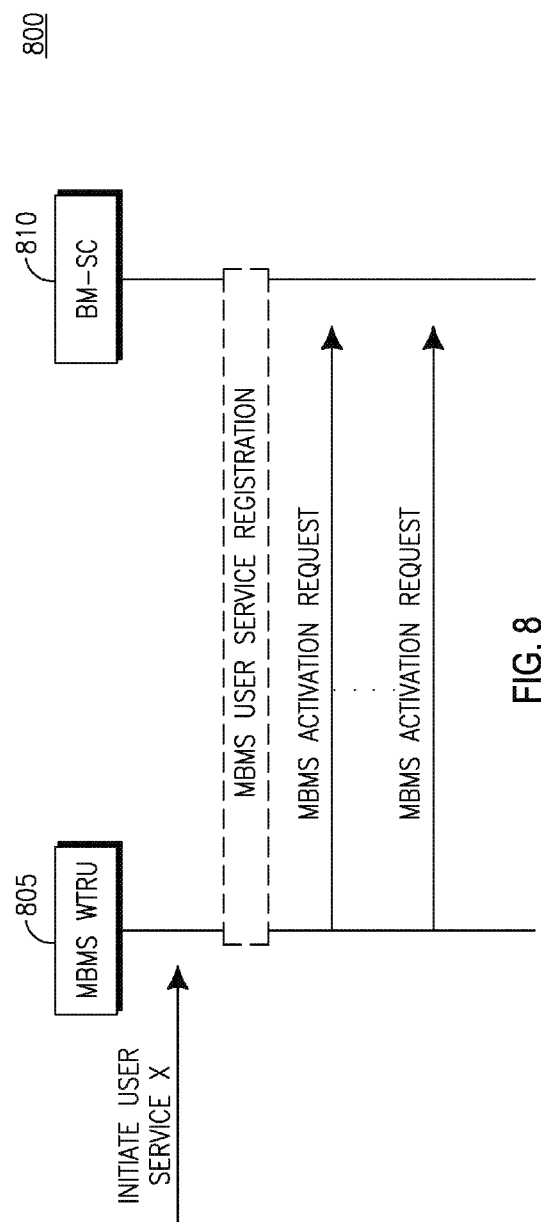 800
805
MBMS WTRU
810
BM-SC
INITIATE USER
SERVICE X
MBMS USER SERVICE REGISTRATION
MBMS ACTIVATION REQUEST
MBMS ACTIVATION REQUEST
FIG. 8